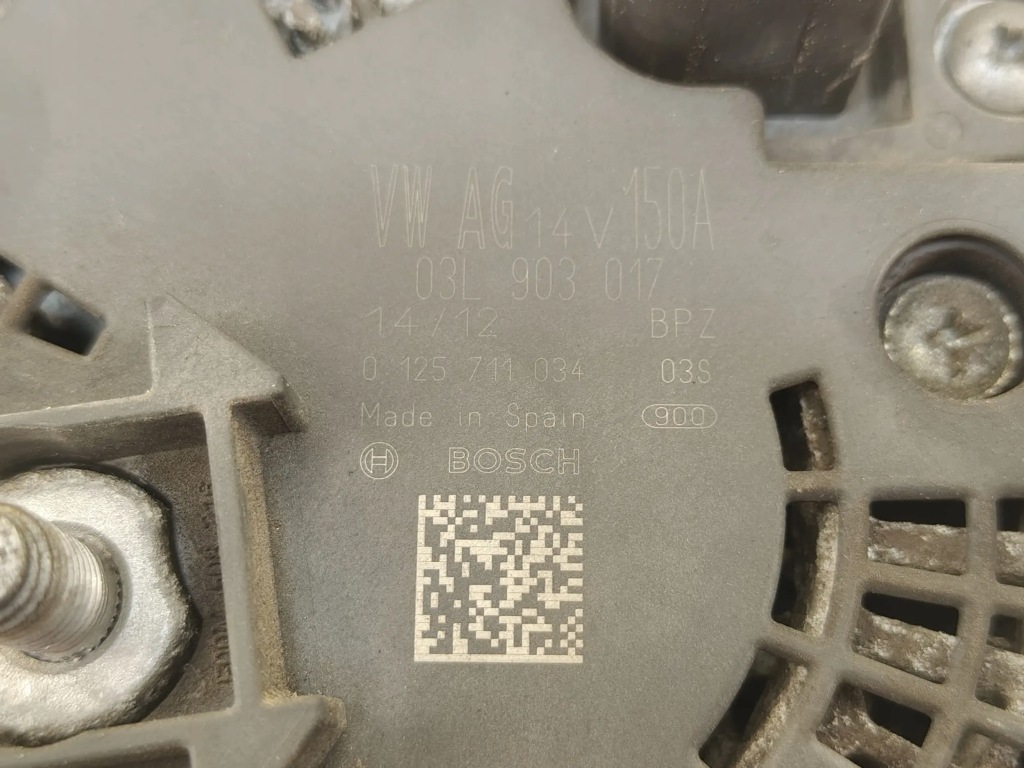 VW AG 14V 150A
03L 903 017
14/12 BPZ
0 125 711 034 03S
Made in Spain 900
BOSCH